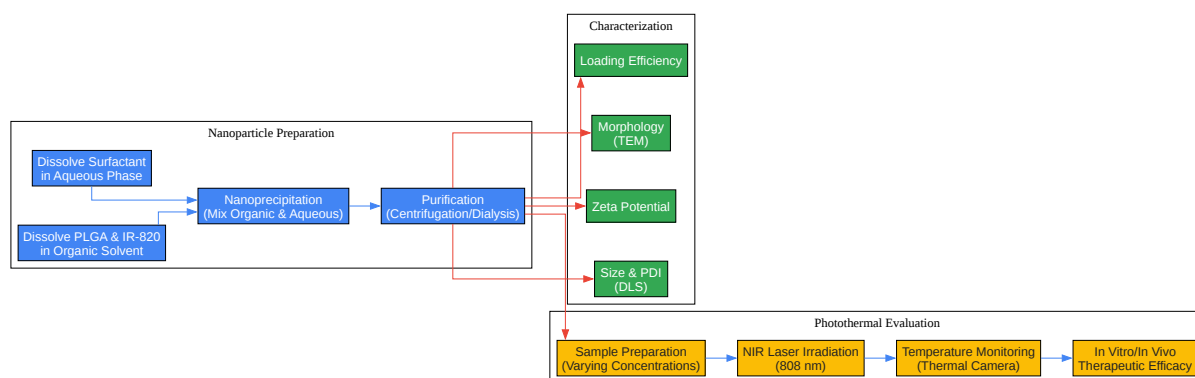 Characterization
Loading Efficiency
Morphology
(TEM)
Zeta Potential
Size & PDI
(DLS)
Nanoparticle Preparation
Dissolve Surfactant
in Aqueous Phase
Dissolve PLGA & IR-820
in Organic Solvent
Nanoprecipitation
(Mix Organic & Aqueous)
Purification
(Centrifugation/Dialysis)
Photothermal Evaluation
Sample Preparation
(Varying Concentrations)
NIR Laser Irradiation
(808 nm)
Temperature Monitoring
(Thermal Camera)
In Vitro/In Vivo
Therapeutic Efficacy